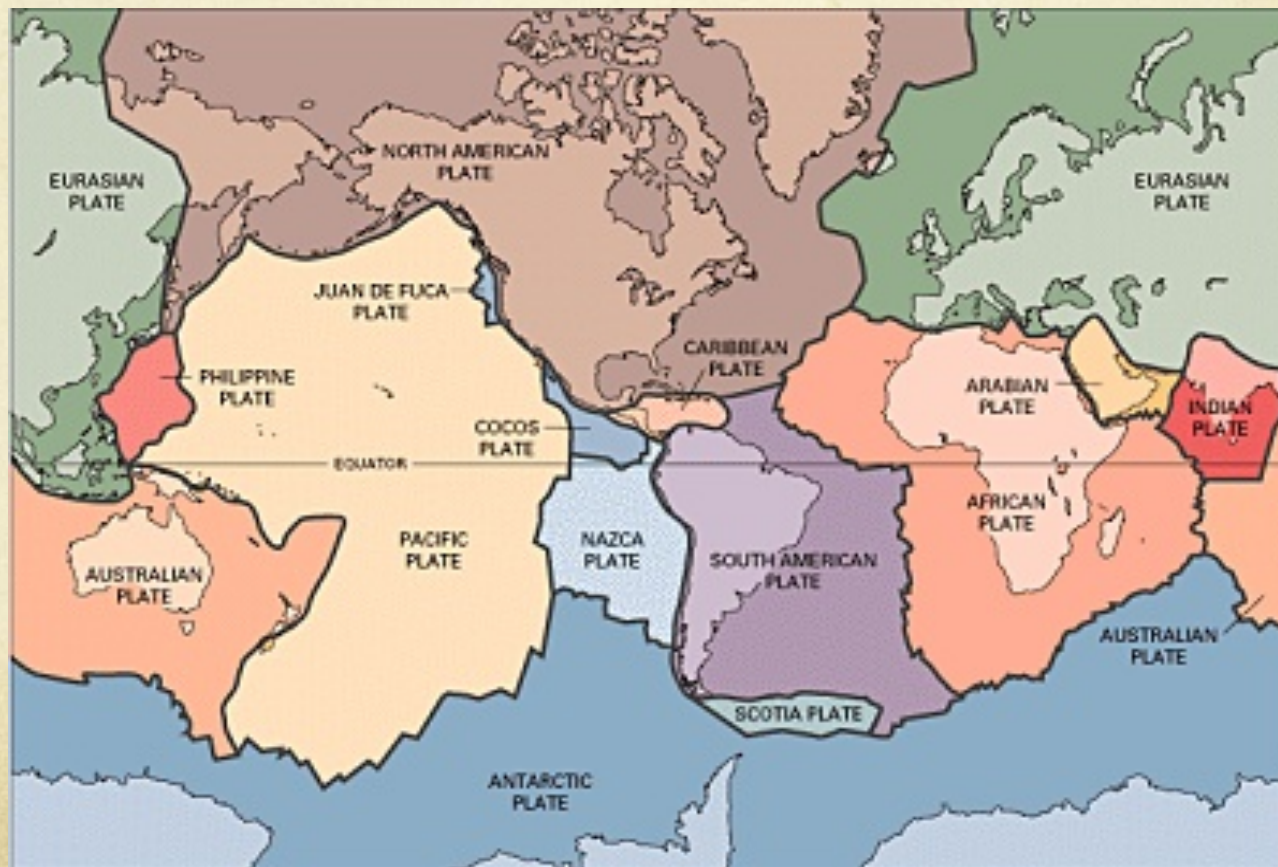 NORTH AMERICAN
PLATE
EURASIAN
PLATE
EURASIAN
PLATE
JUAN DE FUCA
PLATE
CARIBBEAN
PLATE
PHILIPPINE
PLATE
ARABIAN
PLATE
INDIAN
PLATE
COCOS
PLATE
EQUATOR
AFRICAN
PLATE
PACIFIC
PLATE
NAZCA
PLATE
SOUTH AMERICAN
PLATE
AUSTRALIAN
PLATE
AUSTRALIAN
PLATE
SCOTIA PLATE
ANTARCTIC
PLATE